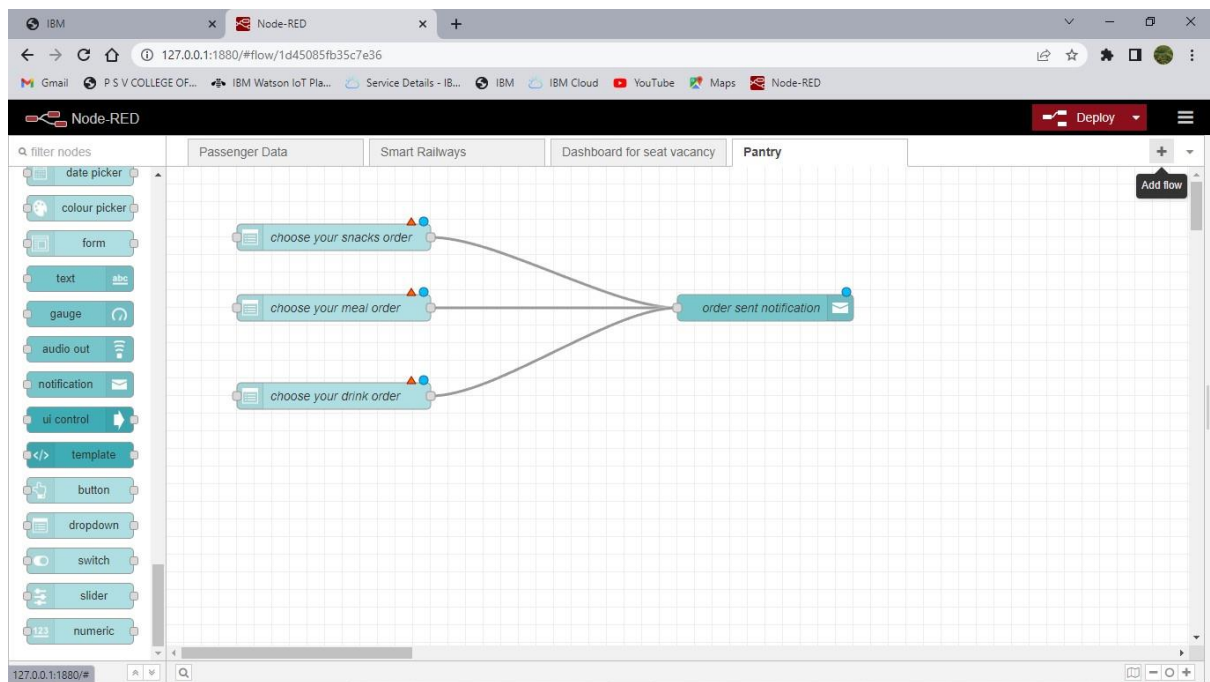 IBM
Node-RED
127.0.0.1:1880/#flow/1d45085fb35c7e36
Gmail P S V COLLEGE OF... IBM Watson IoT Pla... Service Details - IB... IBM IBM Cloud YouTube Maps Node-RED
Node-RED Deploy
filter nodes Passenger Data Smart Railways Dashboard for seat vacancy Pantry
Add flow
date picker
colour picker
form
text abc
gauge
audio out
notification
ui control
</> template
button
dropdown
switch
slider
123 numeric
choose your snacks order
choose your meal order
order sent notification
choose your drink order
127.0.0.1:1880/#